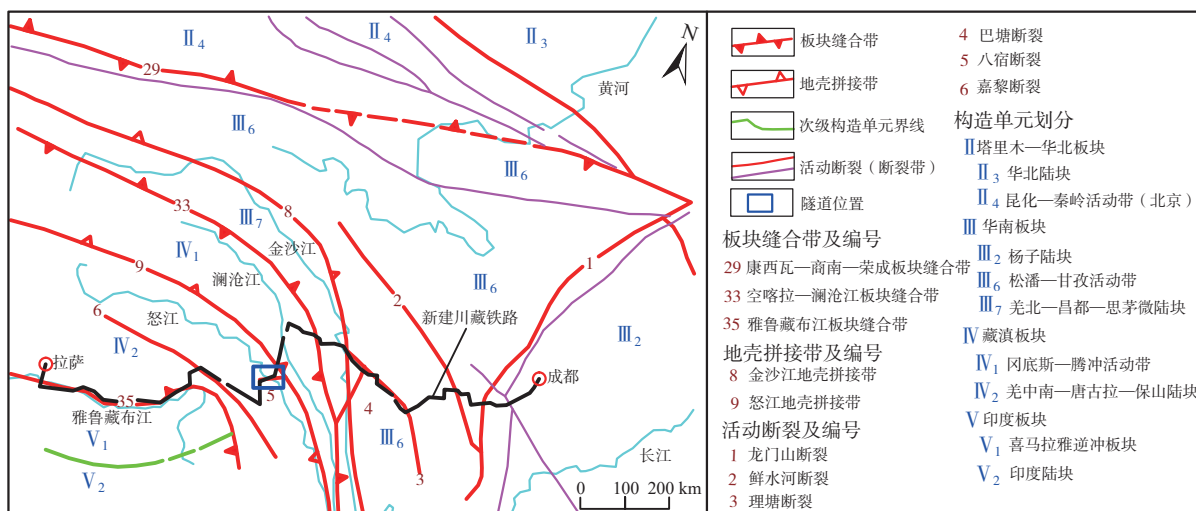 Ⅱ4
Ⅱ4
Ⅱ3
N
29
黄河
Ⅲ6
Ⅲ6
33
Ⅲ7
8
金沙江
Ⅳ1
澜沧江
9
1
2
Ⅲ6
6
怒江
新建川藏铁路
Ⅲ2
Ⅳ2
拉萨
成都
5
4
35
雅鲁藏布江
Ⅴ1
Ⅲ6
长江
Ⅴ2
3
0 100 200 km
板块缝合带
地壳拼接带
次级构造单元界线
活动断裂（断裂带）
隧道位置
板块缝合带及编号
29 康西瓦—商南—荣成板块缝合带
33 空喀拉—澜沧江板块缝合带
35 雅鲁藏布江板块缝合带
地壳拼接带及编号
8 金沙江地壳拼接带
9 怒江地壳拼接带
活动断裂及编号
1 龙门山断裂
2 鲜水河断裂
3 理塘断裂
4 巴塘断裂
5 八宿断裂
6 嘉黎断裂
构造单元划分
Ⅱ塔里木—华北板块
Ⅱ3 华北陆块
Ⅱ4 昆化—秦岭活动带（北京）
Ⅲ 华南板块
Ⅲ2 杨子陆块
Ⅲ6 松潘—甘孜活动带
Ⅲ7 羌北—昌都—思茅微陆块
Ⅳ 藏滇板块
Ⅳ1 冈底斯—腾冲活动带
Ⅳ2 羌中南—唐古拉—保山陆块
Ⅴ 印度板块
Ⅴ1 喜马拉雅逆冲板块
Ⅴ2 印度陆块